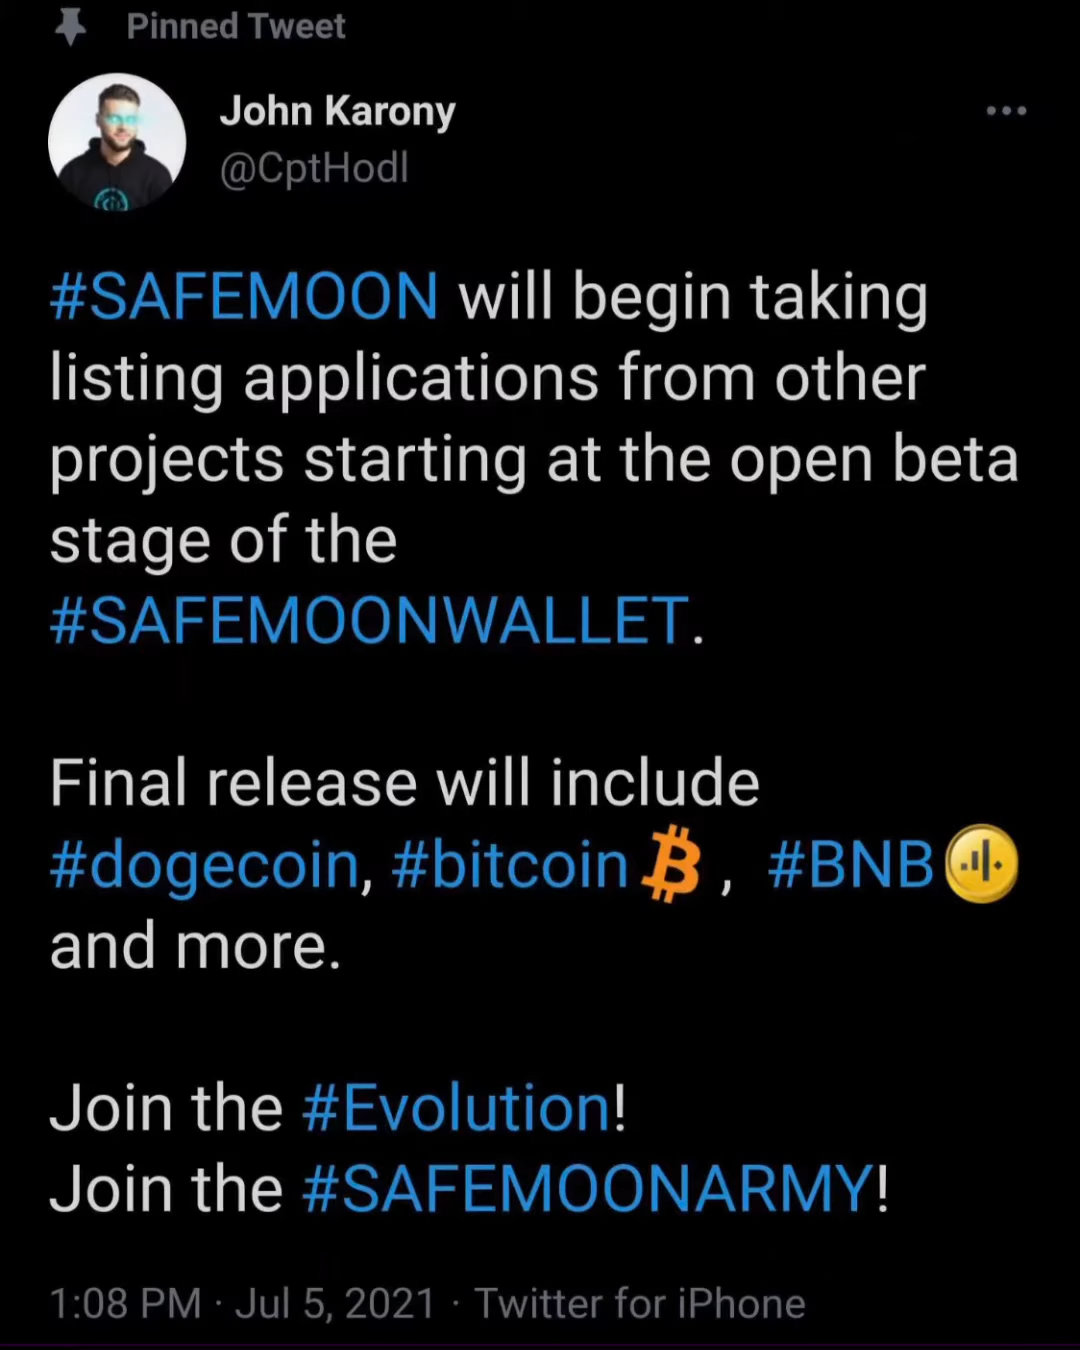 Pinned Tweet
John Karony
@CptHodl
#SAFEMOON will begin taking
listing applications from other
projects starting at the open beta
stage of the
#SAFEMOONWALLET.
Final release will include
#dogecoin, #bitcoin , #BNB
and more.
Join the #Evolution!
Join the #SAFEMOONARMY!
1:08 PM · Jul 5, 2021 · Twitter for iPhone